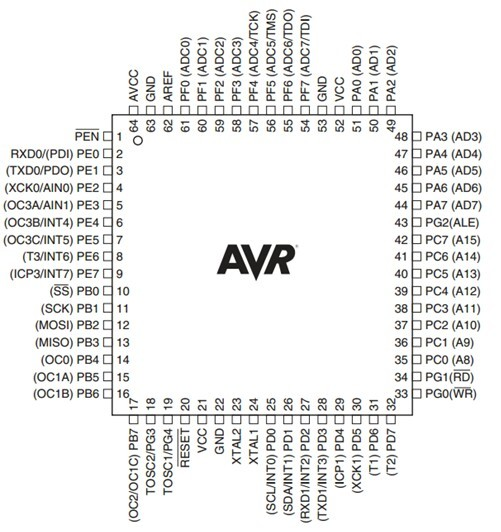 AVCC
GND
AREF
PF0 (ADC0)
PF1 (ADC1)
PF2 (ADC2)
PF3 (ADC3)
PF4 (ADC4/TCK)
PF5 (ADC5/TMS)
PF6 (ADC6/TDO)
PF7 (ADC7/TDI)
GND
VCC
PA0 (AD0)
PA1 (AD1)
PA2 (AD2)
64 63 62 61 60 59 58 57 56 55 54 53 52 51 50 49
PEN 1
RXD0/(PDI) PE0 2
(TXD0/PDO) PE1 3
(XCK0/AIN0) PE2 4
(OC3A/AIN1) PE3 5
(OC3B/INT4) PE4 6
(OC3C/INT5) PE5 7
(T3/INT6) PE6 8
(ICP3/INT7) PE7 9
(SS) PB0 10
(SCK) PB1 11
(MOSI) PB2 12
(MISO) PB3 13
(OC0) PB4 14
(OC1A) PB5 15
(OC1B) PB6 16
AVR
48 PA3 (AD3)
47 PA4 (AD4)
46 PA5 (AD5)
45 PA6 (AD6)
44 PA7 (AD7)
43 PG2(ALE)
42 PC7 (A15)
41 PC6 (A14)
40 PC5 (A13)
39 PC4 (A12)
38 PC3 (A11)
37 PC2 (A10)
36 PC1 (A9)
35 PC0 (A8)
34 PG1(RD)
33 PG0(WR)
17 18 19 20 21 22 23 24 25 26 27 28 29 30 31 32
(OC2/OC1C) PB7
TOSC2/PG3
TOSC1/PG4
RESET
VCC
GND
XTAL2
XTAL1
(SCL/INT0) PD0
(SDA/INT1) PD1
(RXD1/INT2) PD2
(TXD1/INT3) PD3
(ICP1) PD4
(XCK1) PD5
(T1) PD6
(T2) PD7